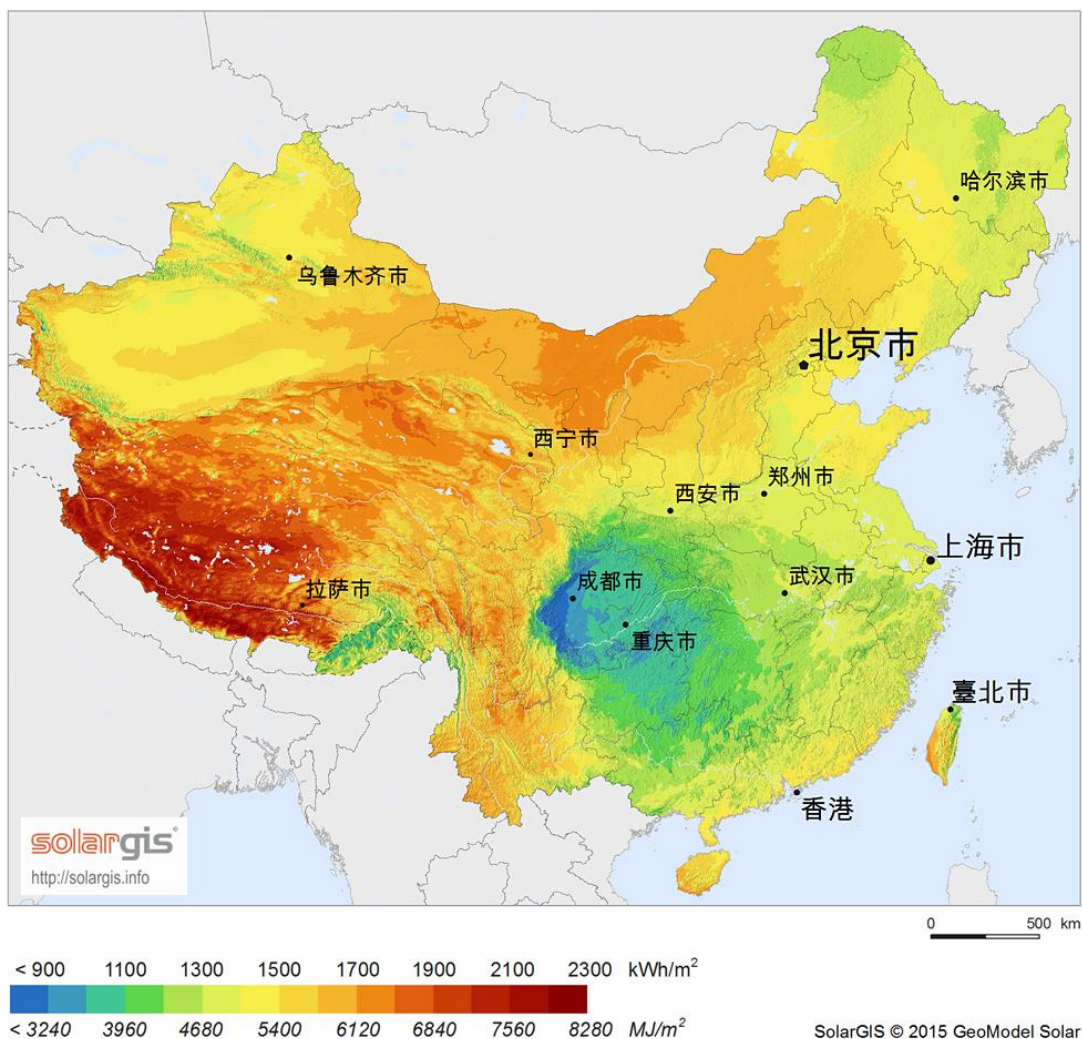 哈尔滨市
乌鲁木齐市
北京市
西宁市
郑州市
西安市
上海市
成都市
武汉市
拉萨市
重庆市
臺北市
香港
solargis®
http://solargis.info
0 500 km
< 900 1100 1300 1500 1700 1900 2100 2300 kWh/m²
< 3240 3960 4680 5400 6120 6840 7560 8280 MJ/m²
SolarGIS © 2015 GeoModel Solar